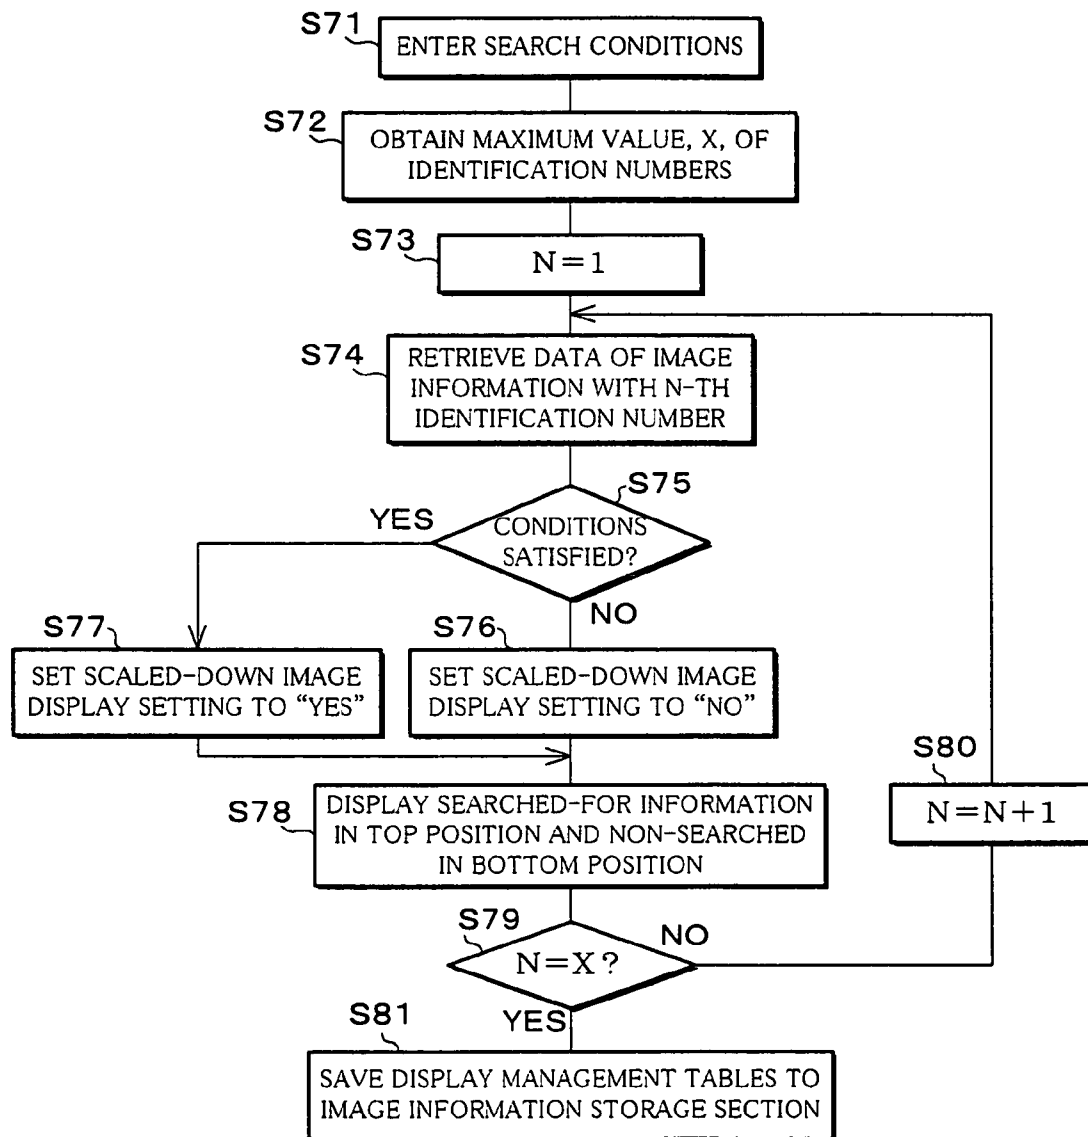 S71
ENTER SEARCH CONDITIONS
S72
OBTAIN MAXIMUM VALUE, X, OF
IDENTIFICATION NUMBERS
S73
N=1
S74
RETRIEVE DATA OF IMAGE
INFORMATION WITH N-TH
IDENTIFICATION NUMBER
S75
YES
CONDITIONS
SATISFIED?
NO
S77
SET SCALED-DOWN IMAGE
DISPLAY SETTING TO “YES”
S76
SET SCALED-DOWN IMAGE
DISPLAY SETTING TO “NO”
S80
N=N+1
S78
DISPLAY SEARCHED-FOR INFORMATION
IN TOP POSITION AND NON-SEARCHED
IN BOTTOM POSITION
S79
NO
N=X?
YES
S81
SAVE DISPLAY MANAGEMENT TABLES TO
IMAGE INFORMATION STORAGE SECTION